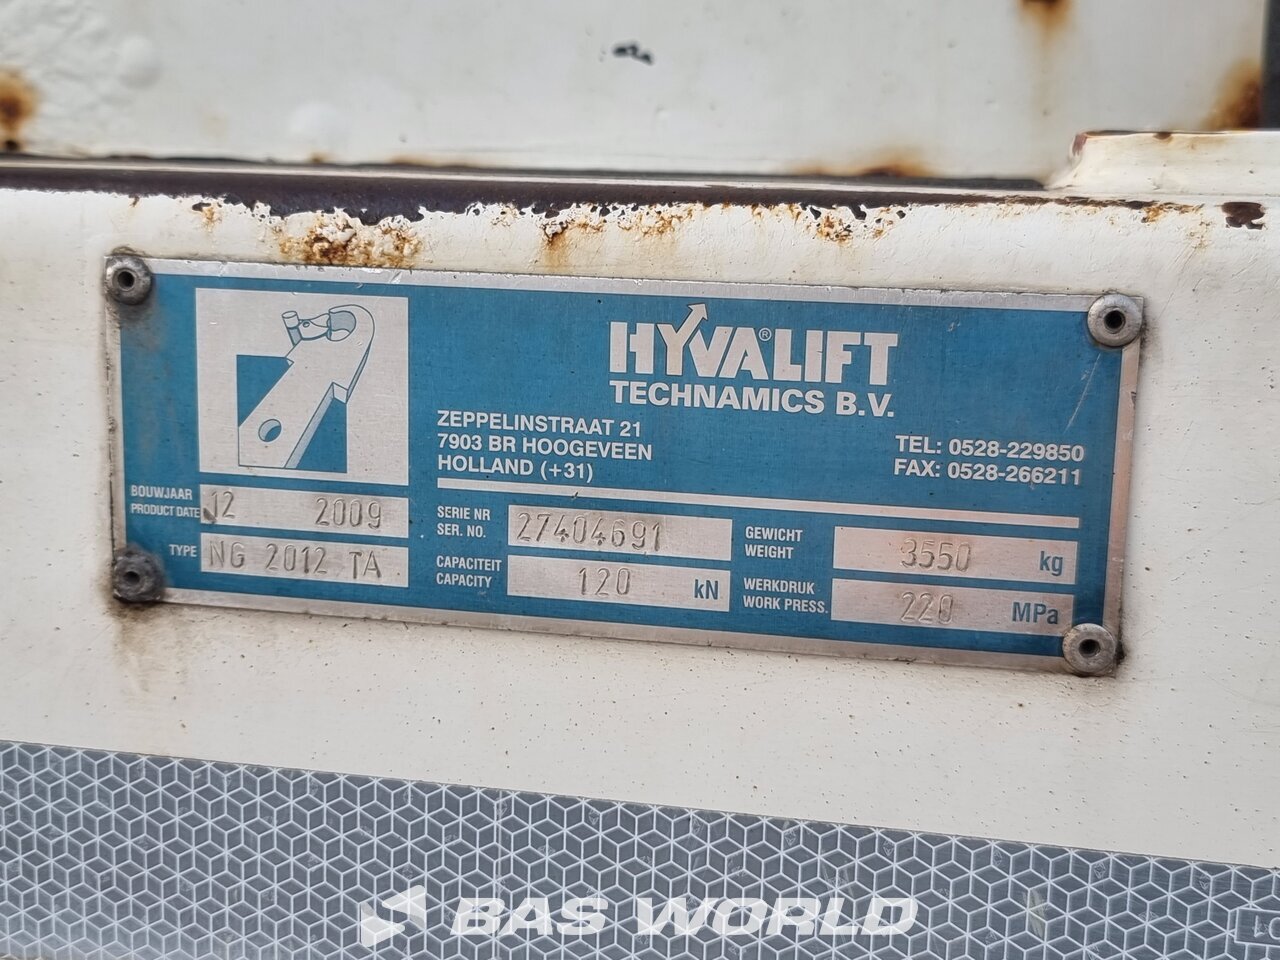 HYVALIFT®
TECHNAMICS B.V.
ZEPPELINSTRAAT 21
7903 BR HOOGEVEEN
HOLLAND (+31)
TEL: 0528-229850
FAX: 0528-266211
BOUWJAAR
PRODUCT DATE 12 2009
TYPE NG 2012 TA
SERIE NR
SER. NO. 27404691
CAPACITEIT
CAPACITY 120 kN
GEWICHT
WEIGHT 3550 kg
WERKDRUK
WORK PRESS. 220 MPa
BAS WORLD